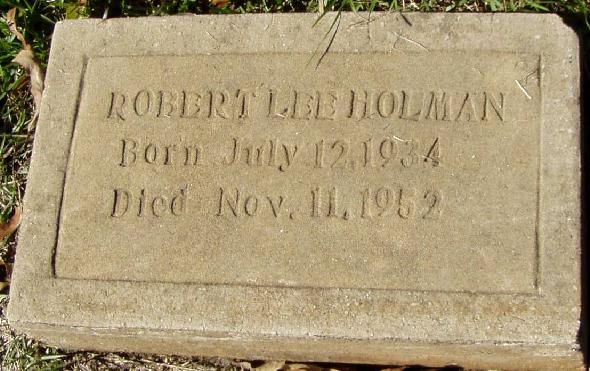 ROBERT LEE HOLMAN
Born July 12, 1934
Died Nov. 11, 1952